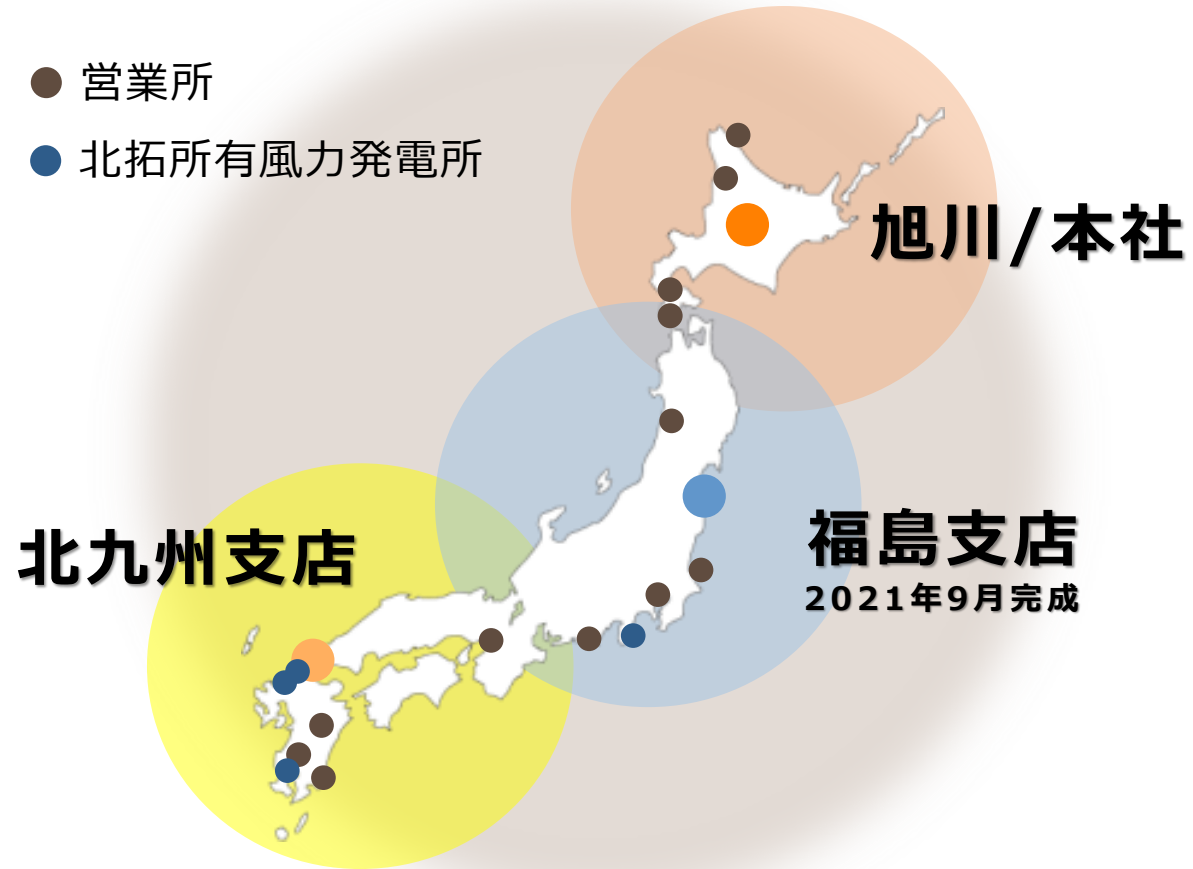 営業所
北拓所有風力発電所
旭川/本社
北九州支店
福島支店
2021年9月完成